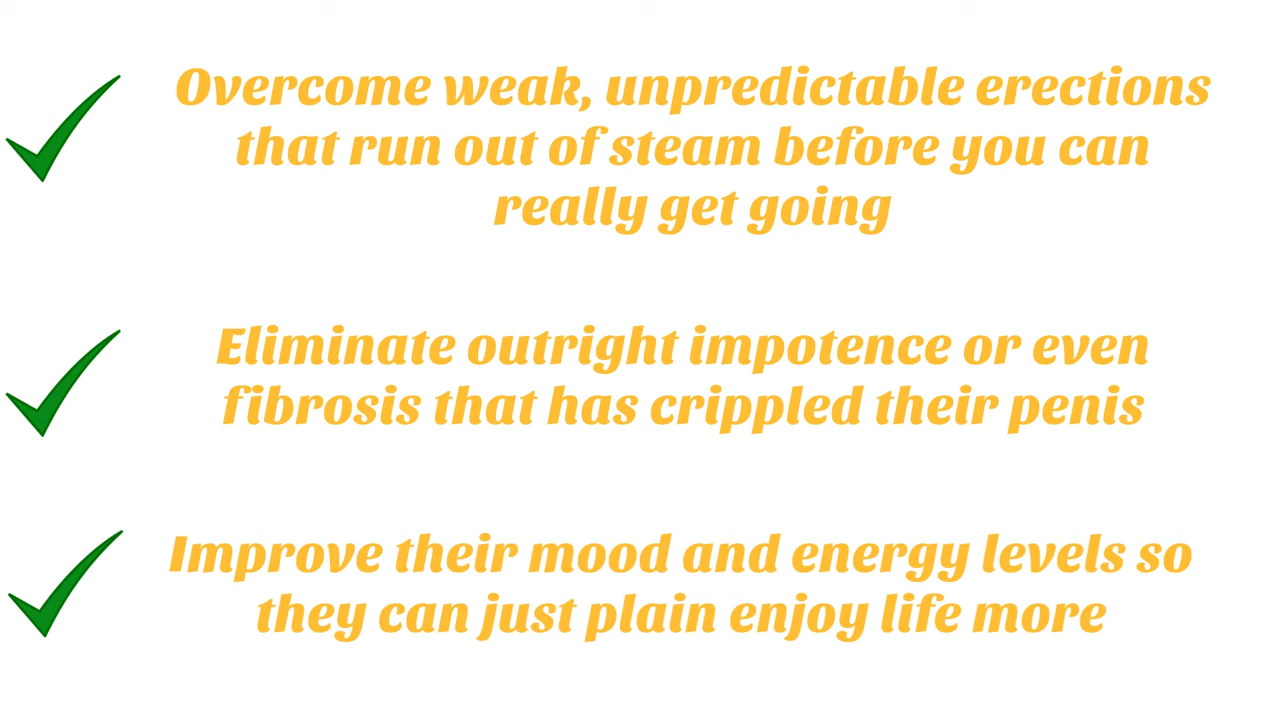 Overcome weak, unpredictable erections
that run out of steam before you can
really get going
Eliminate outright impotence or even
fibrosis that has crippled their penis
Improve their mood and energy levels so
they can just plain enjoy life more